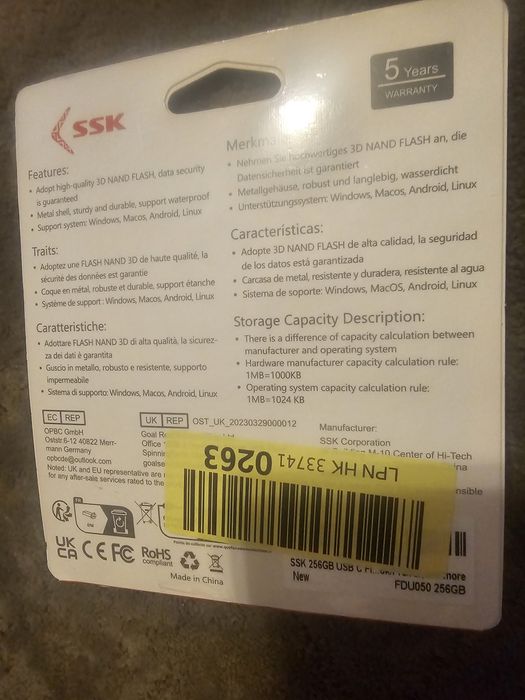 SSK
5 Years
WARRANTY
Features:
• Adopt high-quality 3D NAND FLASH, data security
is guaranteed
• Metal shell, sturdy and durable, support waterproof
• Support system: Windows, Macos, Android, Linux
Traits:
• Adoptez une FLASH NAND 3D de haute qualité, la
sécurité des données est garantie
• Coque en métal, robuste et durable, support étanche
• Système de support : Windows, Macos, Android, Linux
Caratteristiche:
• Adottare FLASH NAND 3D di alta qualità, la sicurez-
za dei dati è garantita
• Guscio in metallo, robusto e resistente, supporto
impermeabile
• Sistema di supporto: Windows, Macos, Android, Linux
• Nehmen Sie hochwertiges 3D NAND FLASH an, die
Datensicherheit ist garantiert
• Metallgehäuse, robust und langlebig, wasserdicht
• Unterstützungssystem: Windows, Macos, Android, Linux
Características:
• Adopte 3D NAND FLASH de alta calidad, la seguridad
de los datos está garantizada
• Carcasa de metal, resistente y duradera, resistente al agua
• Sistema de soporte: Windows, MacOS, Android, Linux
Storage Capacity Description:
• There is a difference of capacity calculation between
manufacturer and operating system
• Hardware manufacturer capacity calculation rule:
1MB=1000KB
• Operating system capacity calculation rule:
1MB=1024 KB
EC REP
OPBC GmbH
Oststr.6-12 40822 Mett-
mann Germany
opbcde@outlook.com
Noted: UK and EU representative are
for any after-sales services rated to the
UK REP OST_UK_20230329000012
Goal
Office
Manufacturer:
SSK Corporation
M-10 Center of Hi-Tech
LPN HK 33741 0263
FR
UK
CA CE FC RoHS
compliant
Made in China
SSK 256GB USB C
New
FDU050 256GB